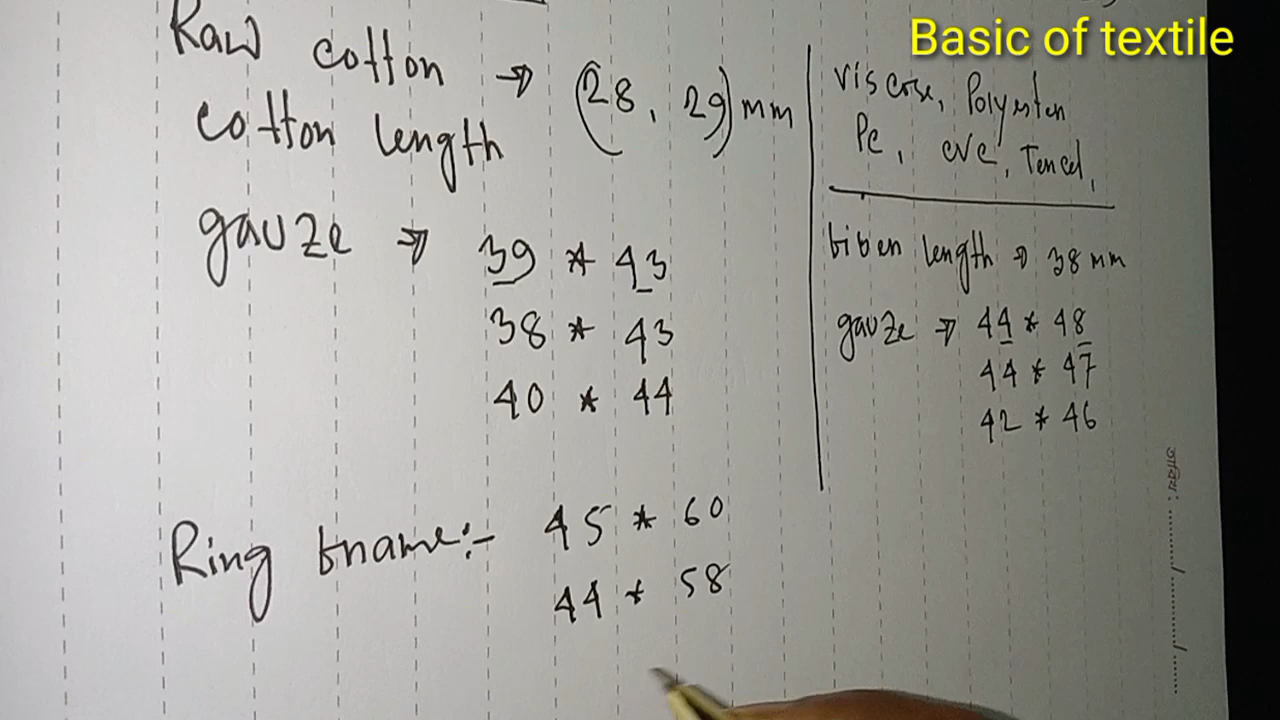 Basic of textile
Raw cotton
cotton length → (28, 29) mm
gauze → 39 * 43
38 * 43
40 * 44
viscose, Polyester
Pc, cvc, Tencel,
fiber length → 38 mm
gauze → 44 * 48
44 * 47
42 * 46
Ring frame:- 45 * 60
44 * 58